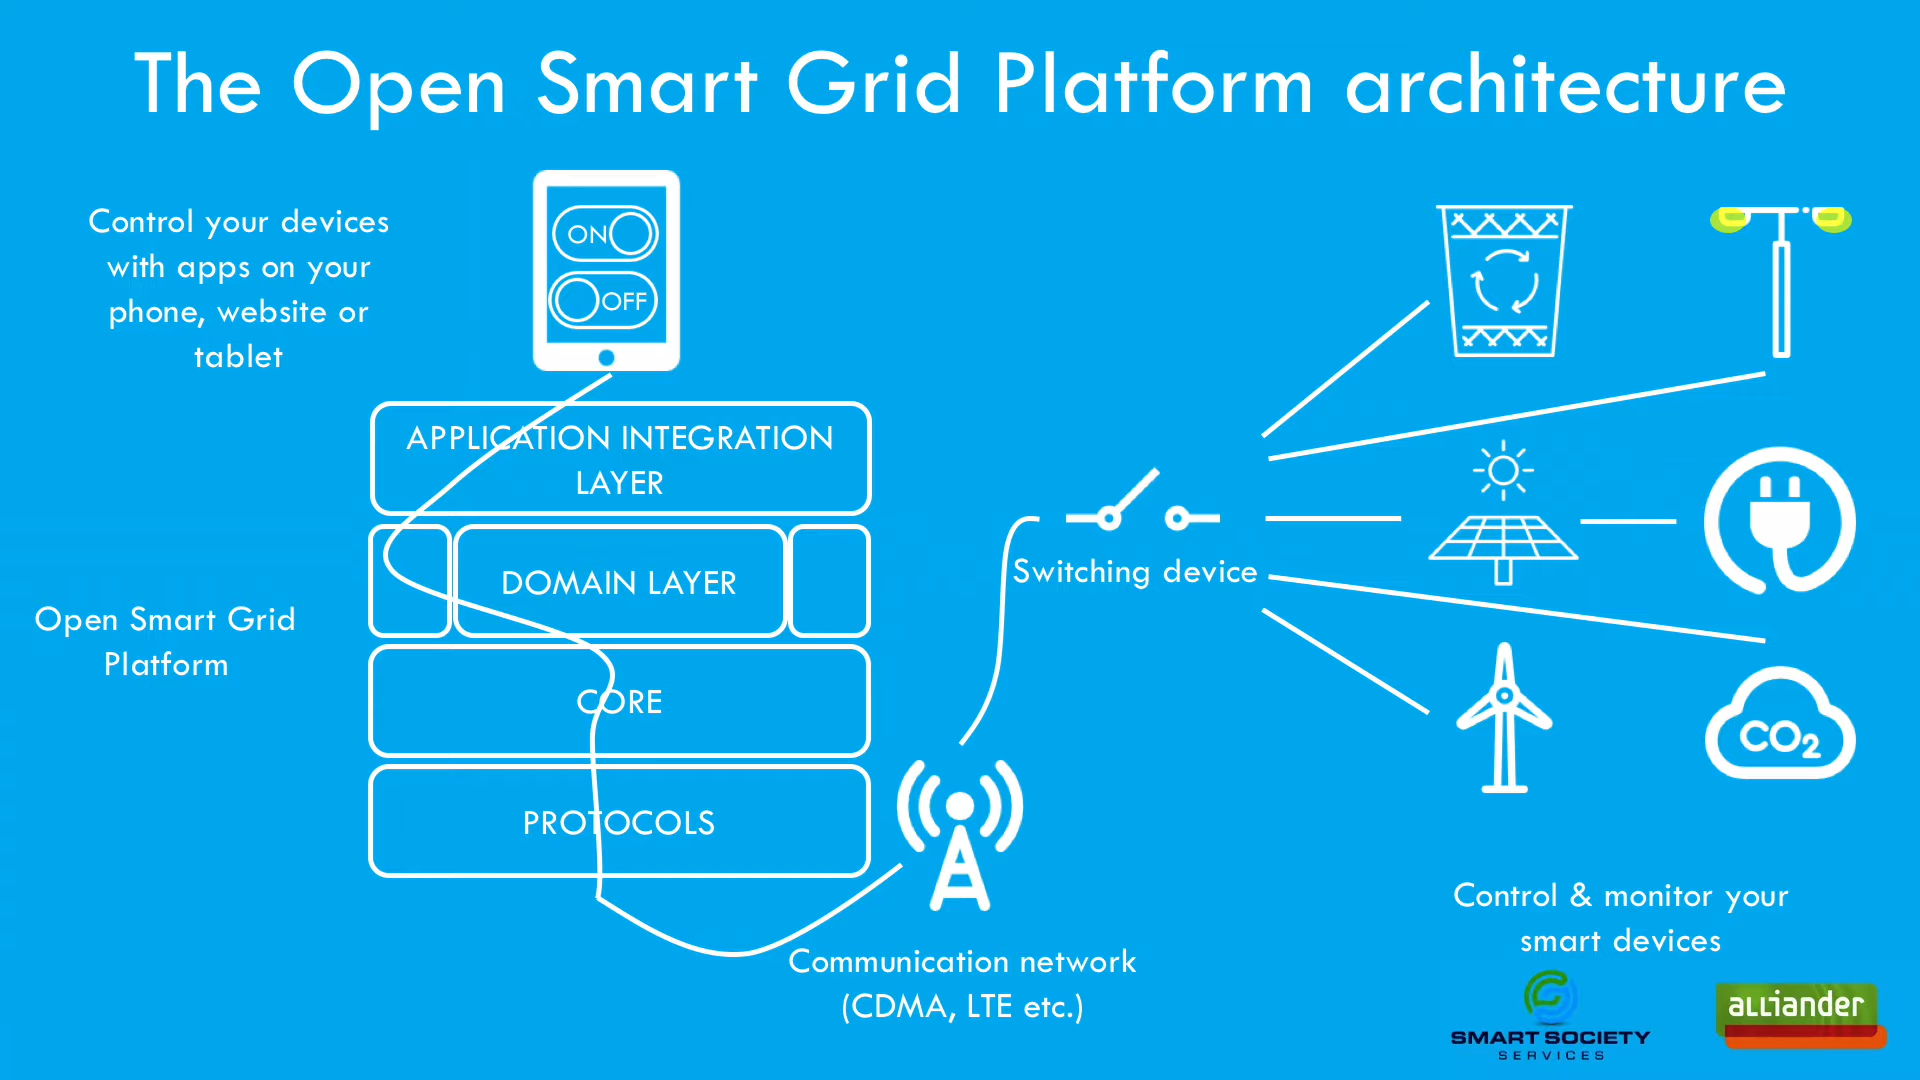 The Open Smart Grid Platform architecture
Control your devices
with apps on your
phone, website or
tablet
ON
OFF
APPLICATION INTEGRATION
LAYER
DOMAIN LAYER
Open Smart Grid
Platform
CORE
PROTOCOLS
Communication network
(CDMA, LTE etc.)
Switching device
CO2
Control & monitor your
smart devices
SMART SOCIETY
SERVICES
alliander